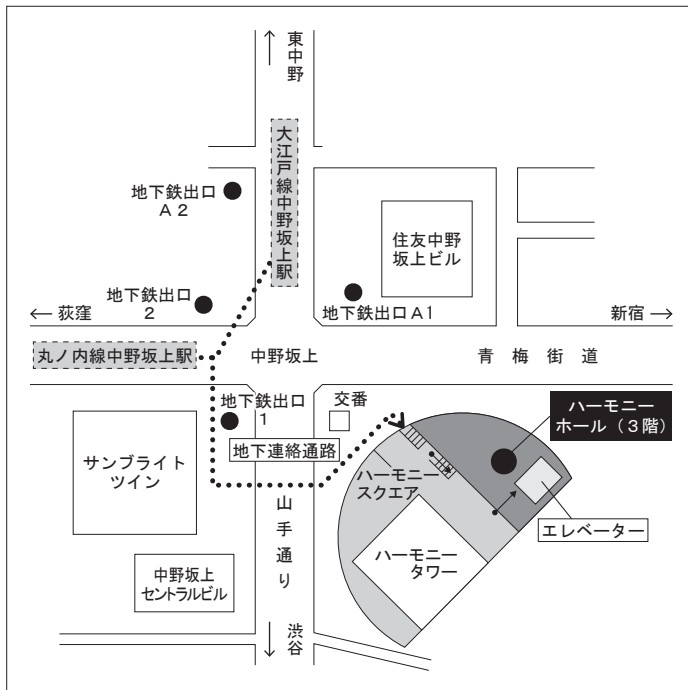 東中野
大江戸線中野坂上駅
地下鉄出口
A2
住友中野
坂上ビル
地下鉄出口
2
地下鉄出口A1
荻窪
新宿
丸ノ内線中野坂上駅
中野坂上
青梅街道
地下鉄出口
1
交番
ハーモニー
ホール（3階）
地下連絡通路
サンブライト
ツイン
ハーモニー
スクエア
エレベーター
山手通り
ハーモニー
タワー
中野坂上
セントラルビル
渋谷